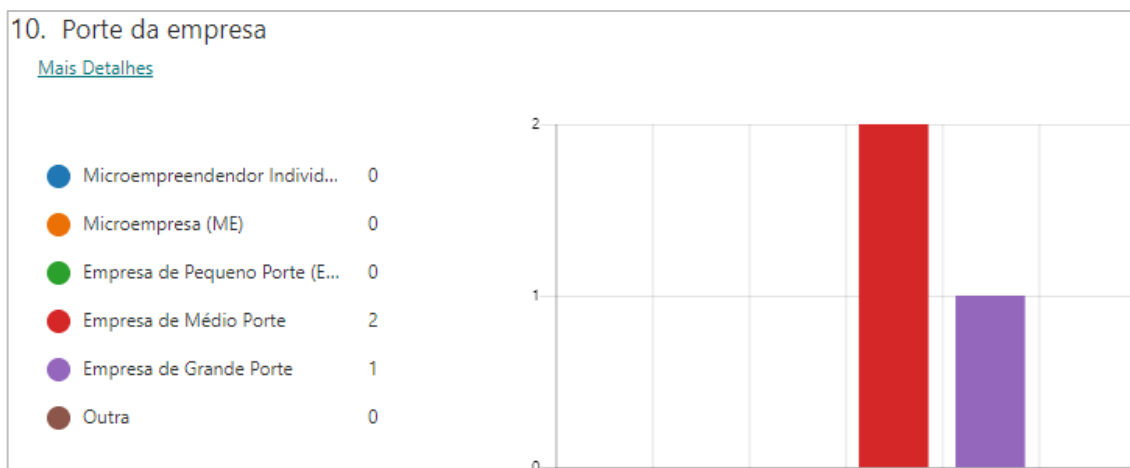 10. Porte da empresa
Mais Detalhes
Microempreendendor Individ... 0
Microempresa (ME) 0
Empresa de Pequeno Porte (E... 0
Empresa de Médio Porte 2
Empresa de Grande Porte 1
Outra 0
2
1
0